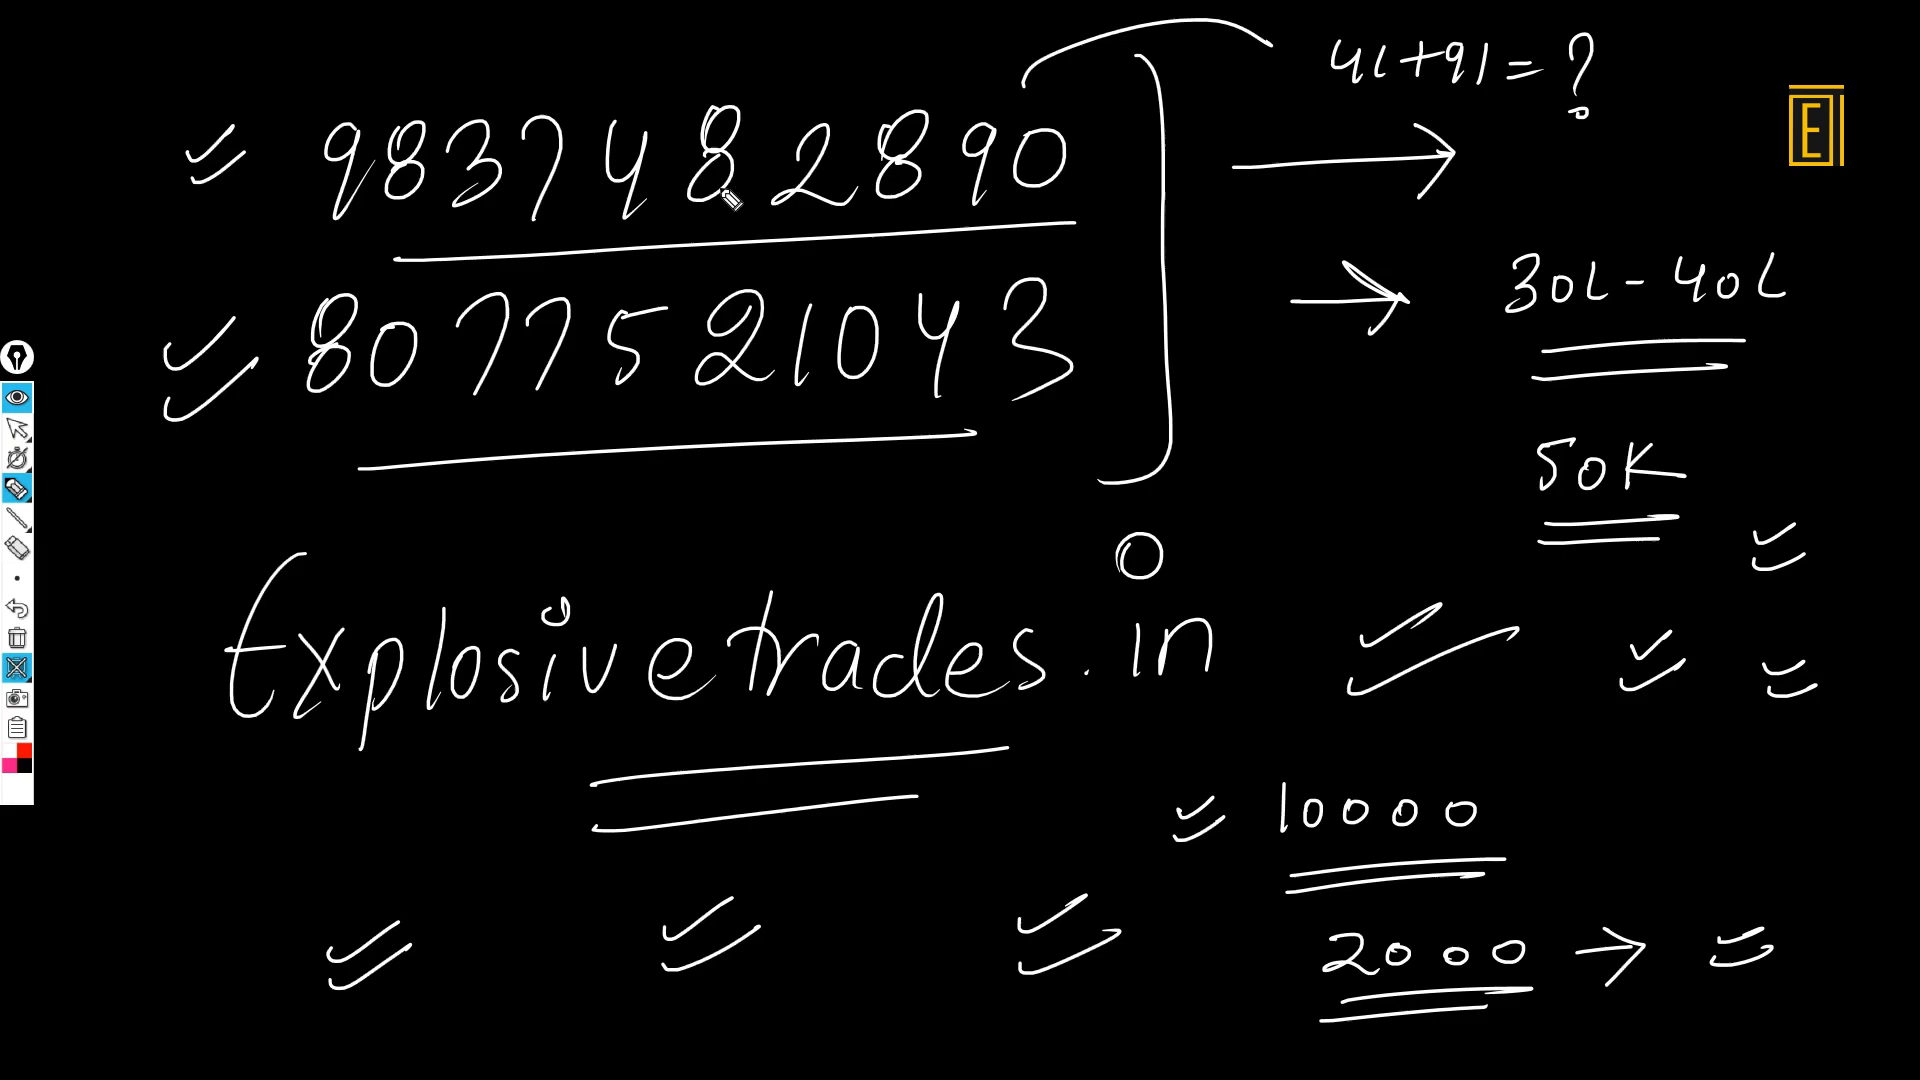 41+91=?
9837482890
8077521043
30L-40L
50K
Explosivetrades.in
10000
2000
E